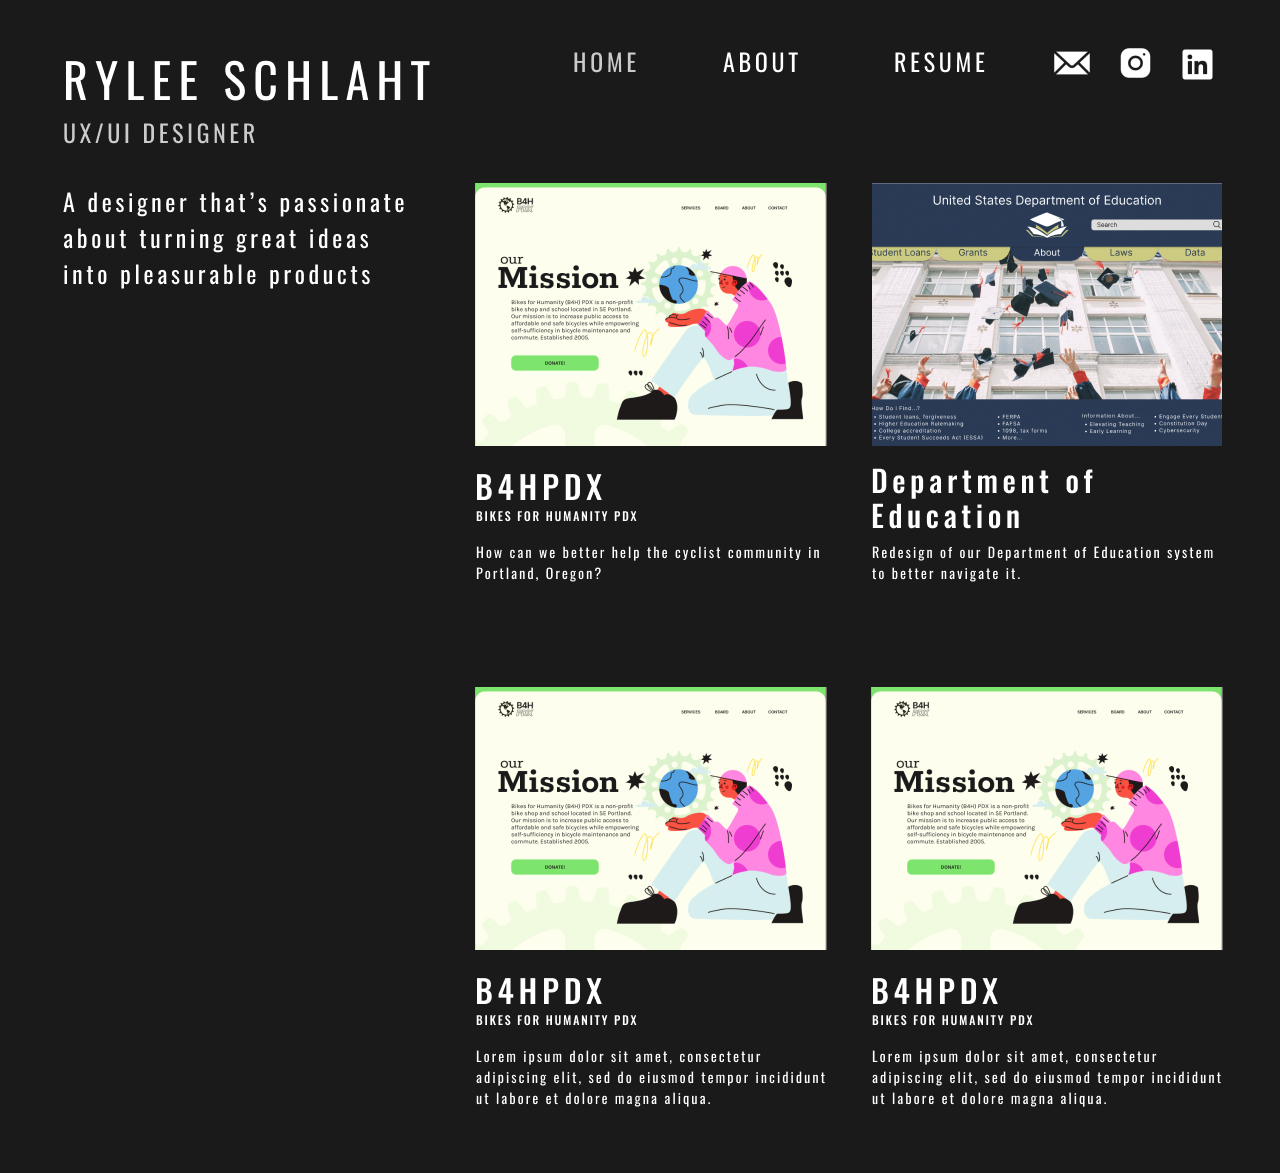 RYLEE SCHLAHT
UX/UI DESIGNER
HOME
ABOUT
RESUME
in
A designer that’s passionate
about turning great ideas
into pleasurable products
B4H
PDX
SERVICES
BOARD
ABOUT
CONTACT
our
Mission
Bikes for Humanity (B4H) PDX is a non-profit
bike shop and school located in SE Portland.
Our mission is to increase public access to
affordable and safe bicycles while empowering
self-sufficiency in bicycle maintenance and
commute. Established 2005.
DONATE!
B4HPDX
BIKES FOR HUMANITY PDX
How can we better help the cyclist community in
Portland, Oregon?
United States Department of Education
Search
tudent Loans
Grants
About
Laws
Data
How Do I Find...?
• Student loans, forgiveness
• Higher Education Rulemaking
• College accreditation
• Every Student Succeeds Act (ESSA)
• FERPA
• FAFSA
• 1098, tax forms
• More...
Information About...
• Elevating Teaching
• Early Learning
• Engage Every Student
• Constitution Day
• Cybersecurity
Department of
Education
Redesign of our Department of Education system
to better navigate it.
B4H
PDX
SERVICES
BOARD
ABOUT
CONTACT
our
Mission
Bikes for Humanity (B4H) PDX is a non-profit
bike shop and school located in SE Portland.
Our mission is to increase public access to
affordable and safe bicycles while empowering
self-sufficiency in bicycle maintenance and
commute. Established 2005.
DONATE!
B4HPDX
BIKES FOR HUMANITY PDX
Lorem ipsum dolor sit amet, consectetur
adipiscing elit, sed do eiusmod tempor incididunt
ut labore et dolore magna aliqua.
B4H
PDX
SERVICES
BOARD
ABOUT
CONTACT
our
Mission
Bikes for Humanity (B4H) PDX is a non-profit
bike shop and school located in SE Portland.
Our mission is to increase public access to
affordable and safe bicycles while empowering
self-sufficiency in bicycle maintenance and
commute. Established 2005.
DONATE!
B4HPDX
BIKES FOR HUMANITY PDX
Lorem ipsum dolor sit amet, consectetur
adipiscing elit, sed do eiusmod tempor incididunt
ut labore et dolore magna aliqua.